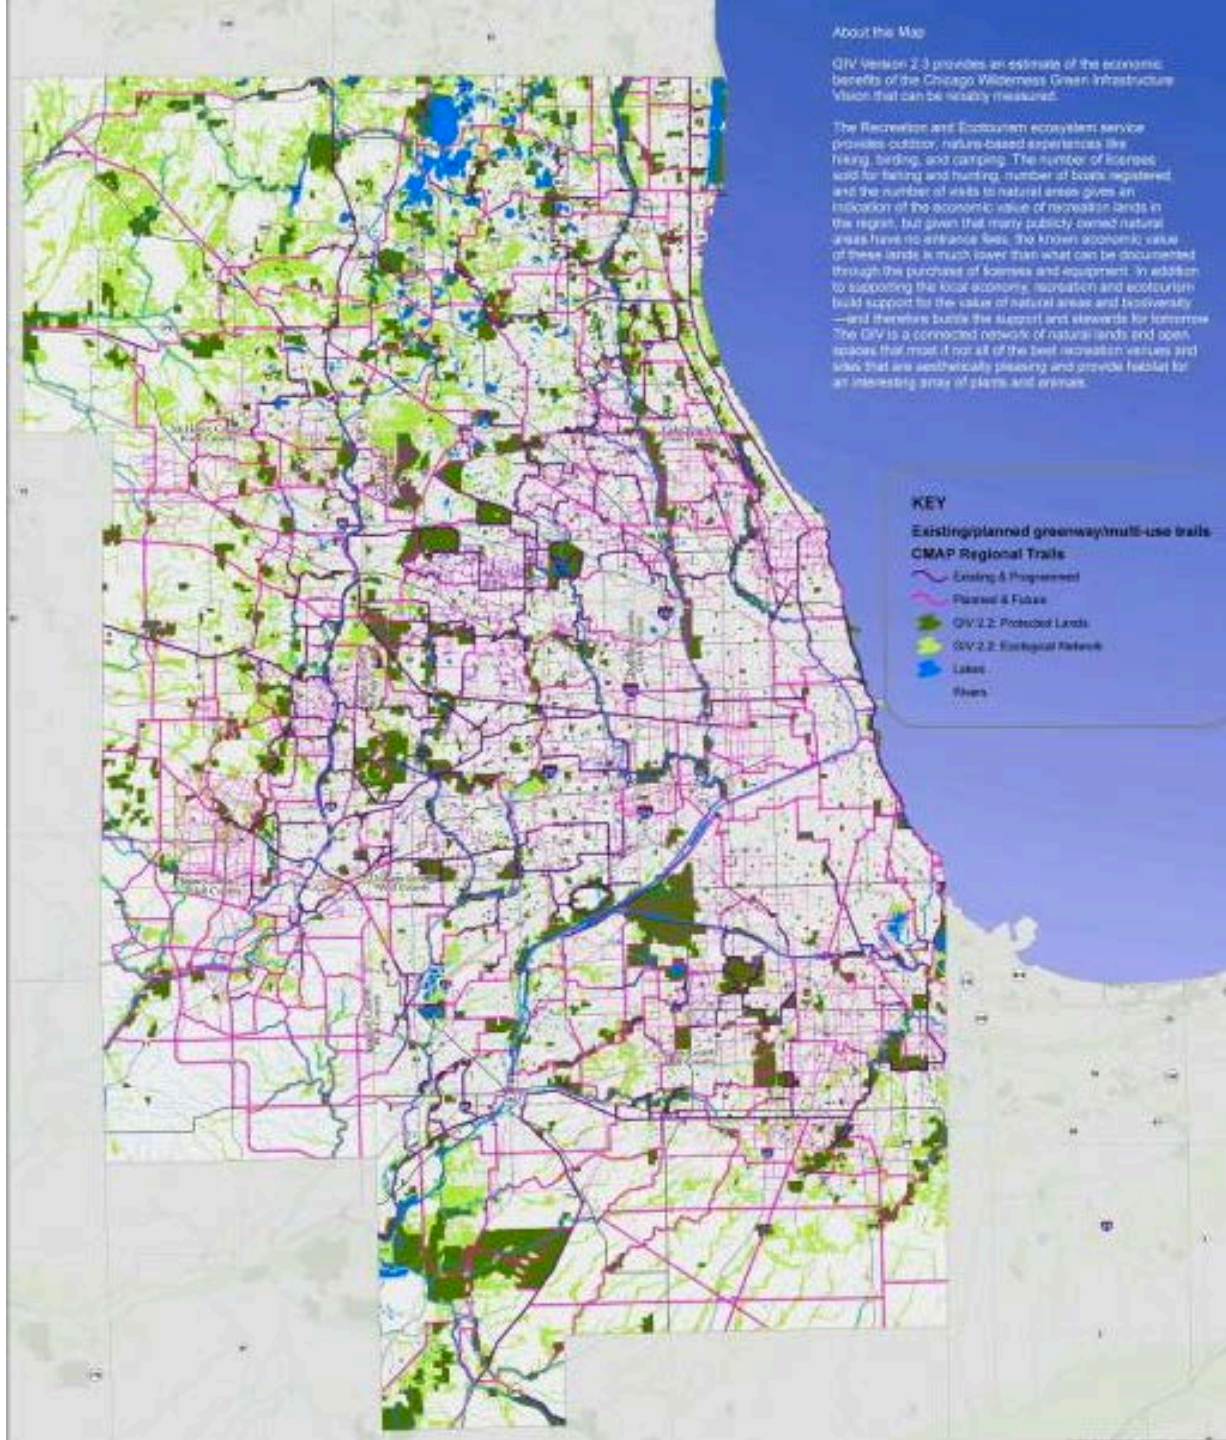 About this Map
GIV Version 2.3 provides an estimate of the economic
benefits of the Chicago Wilderness Green Infrastructure
Vision that can be reliably measured.
The Recreation and Ecotourism ecosystem service
provides outdoor, nature-based experiences like
hiking, birding, and camping. The number of licenses
sold for fishing and hunting, number of boats registered
and the number of visits to natural areas gives an
indication of the economic value of recreation lands in
the region, but given that many publicly owned natural
areas have no entrance fees, the known economic value
of these lands is much lower than what can be documented
through the purchase of licenses and equipment. In addition
to supporting the local economy, recreation and ecotourism
build support for the value of natural areas and biodiversity
—and therefore builds the support and stewards for tomorrow
The GIV is a connected network of natural lands and open
spaces that most if not all of the best recreation venues and
sites that are aesthetically pleasing and provide habitat for
an interesting array of plants and animals.
KEY
Existing/planned greenway/multi-use trails
CMAP Regional Trails
Existing & Programmed
Planned & Future
GIV 2.2: Protected Lands
GIV 2.2: Ecological Network
Lakes
Rivers